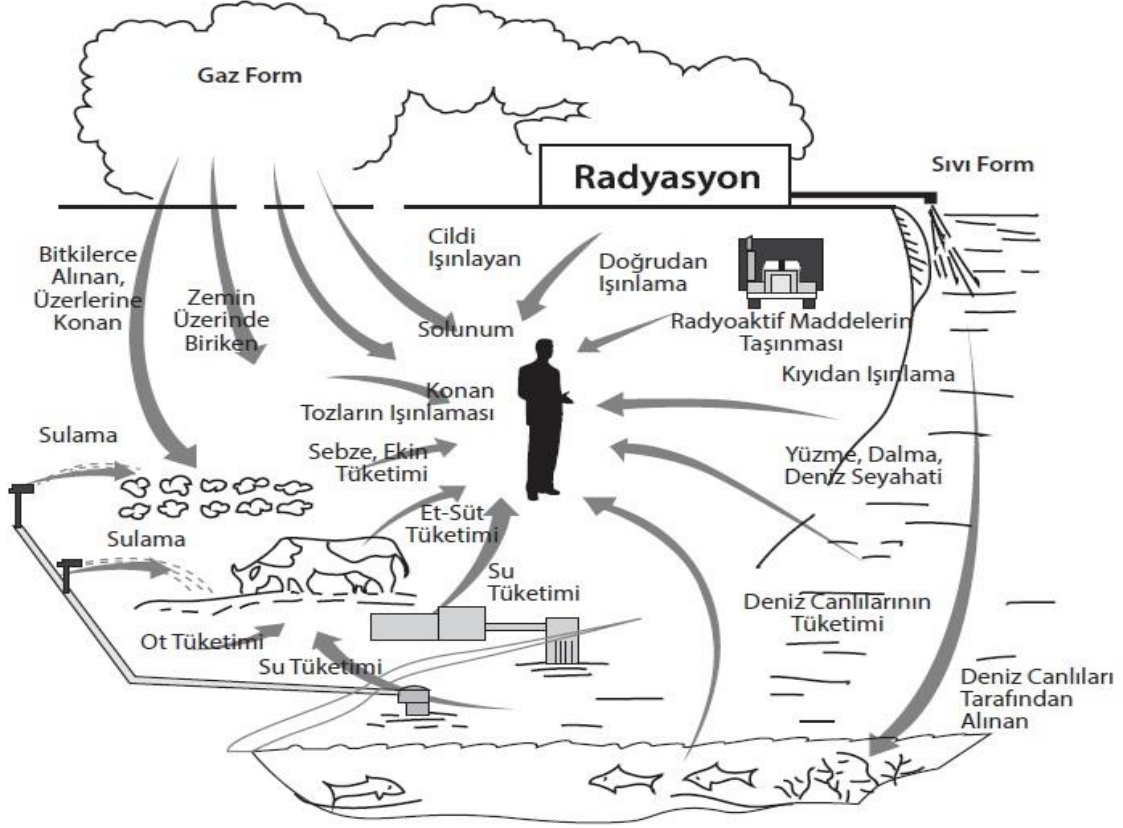 Gaz Form
Radyasyon
Sıvı Form
Bitkilerce
Alınan,
Üzerlerine
Konan
Zemin
Üzerinde
Biriken
Cildi
Işınlayan
Solunum
Doğrudan
Işınlama
Radyoaktif Maddelerin
Taşınması
Kıyıdan Işınlama
Konan
Tozların Işınlaması
Sulama
Sebze, Ekin
Tüketimi
Yüzme, Dalma,
Deniz Seyahati
Et-Süt
Tüketimi
Sulama
Su
Tüketimi
Deniz Canlılarının
Tüketimi
Ot Tüketimi
Su Tüketimi
Deniz Canlıları
Tarafından
Alınan